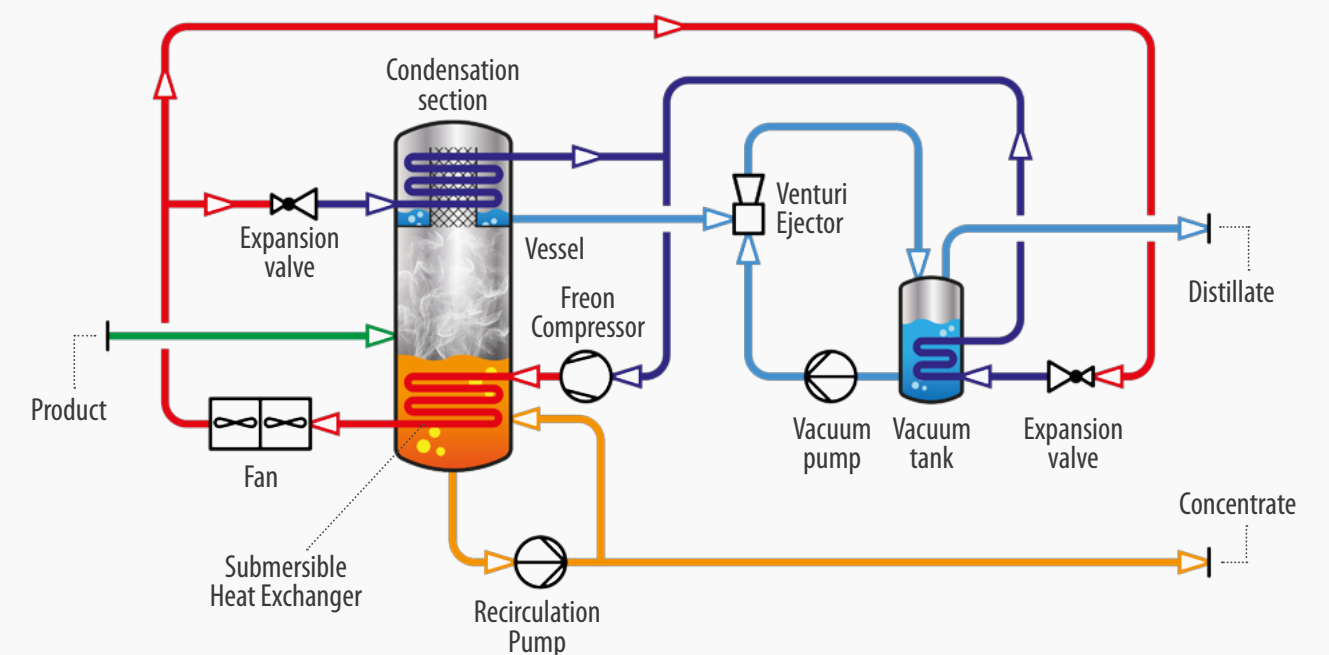 Condensation
section
Expansion
valve
Vessel
Venturi
Ejector
Freon
Compressor
Distillate
Product
Fan
Vacuum
pump
Vacuum
tank
Expansion
valve
Concentrate
Submersible
Heat Exchanger
Recirculation
Pump